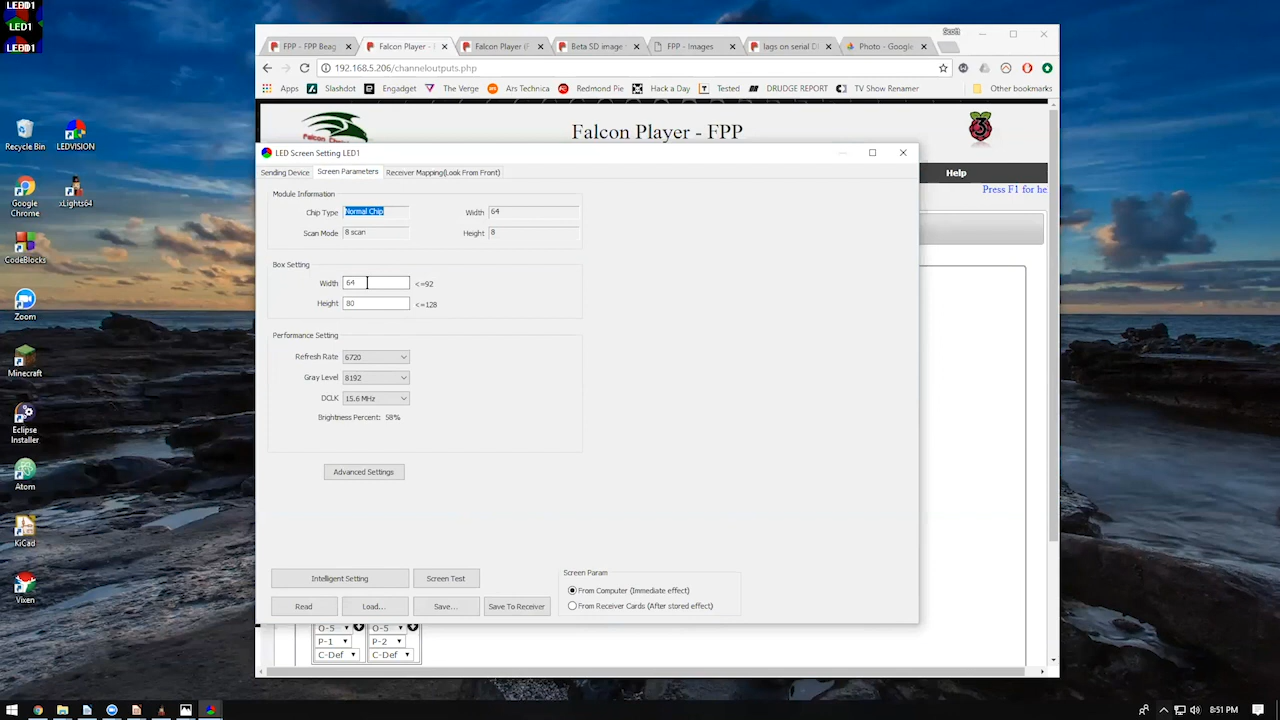 LEDI1
LED1
LEDI1
Recycle Bin
LEDVISION
Google
Chrome
xLights64
CodeBlocks
Zoom
Minecraft
Eclipse
Installer
Atom
KiCad
Vixen
Scott
FPP - FPP Beag
Falcon Player -
Falcon Player (F
Beta SD image
FPP - Images
lags on serial D
Photo - Google
192.168.5.206/channeloutputs.php
Apps
Slashdot
Engadget
The Verge
Ars Technica
Redmond Pie
Hack a Day
Tested
DRUDGE REPORT
TV Show Renamer
Other bookmarks
Falcon Player - FPP
Help
Press F1 for he
LED Screen Setting LED1
Sending Device
Screen Parameters
Receiver Mapping(Look From Front)
Module Information
Chip Type
Normal Chip
Width
64
Scan Mode
8 scan
Height
8
Box Setting
Width
64
<=92
Height
80
<=128
Performance Setting
Refresh Rate
6720
Gray Level
8192
DCLK
15.6 MHz
Brightness Percent: 58%
Advanced Settings
Intelligent Setting
Screen Test
Read
Load...
Save...
Save To Receiver
Screen Param
From Computer (Immediate effect)
From Receiver Cards (After stored effect)
O-5
O-5
P-1
P-2
C-Def
C-Def
8:51 PM